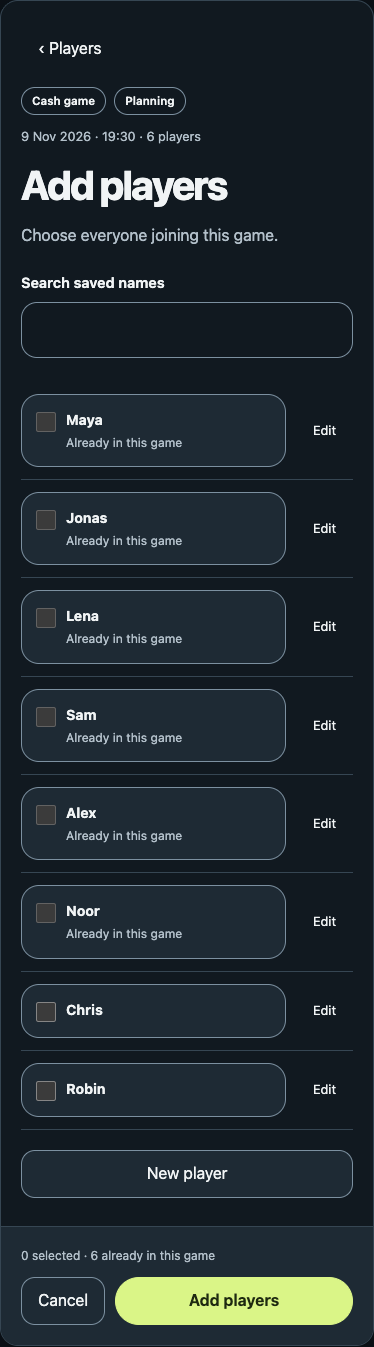 ‹ Players
Cash game Planning
9 Nov 2026 · 19:30 · 6 players
Add players
Choose everyone joining this game.
Search saved names
Maya
Already in this game
Edit
Jonas
Already in this game
Edit
Lena
Already in this game
Edit
Sam
Already in this game
Edit
Alex
Already in this game
Edit
Noor
Already in this game
Edit
Chris
Edit
Robin
Edit
New player
0 selected · 6 already in this game
Cancel Add players